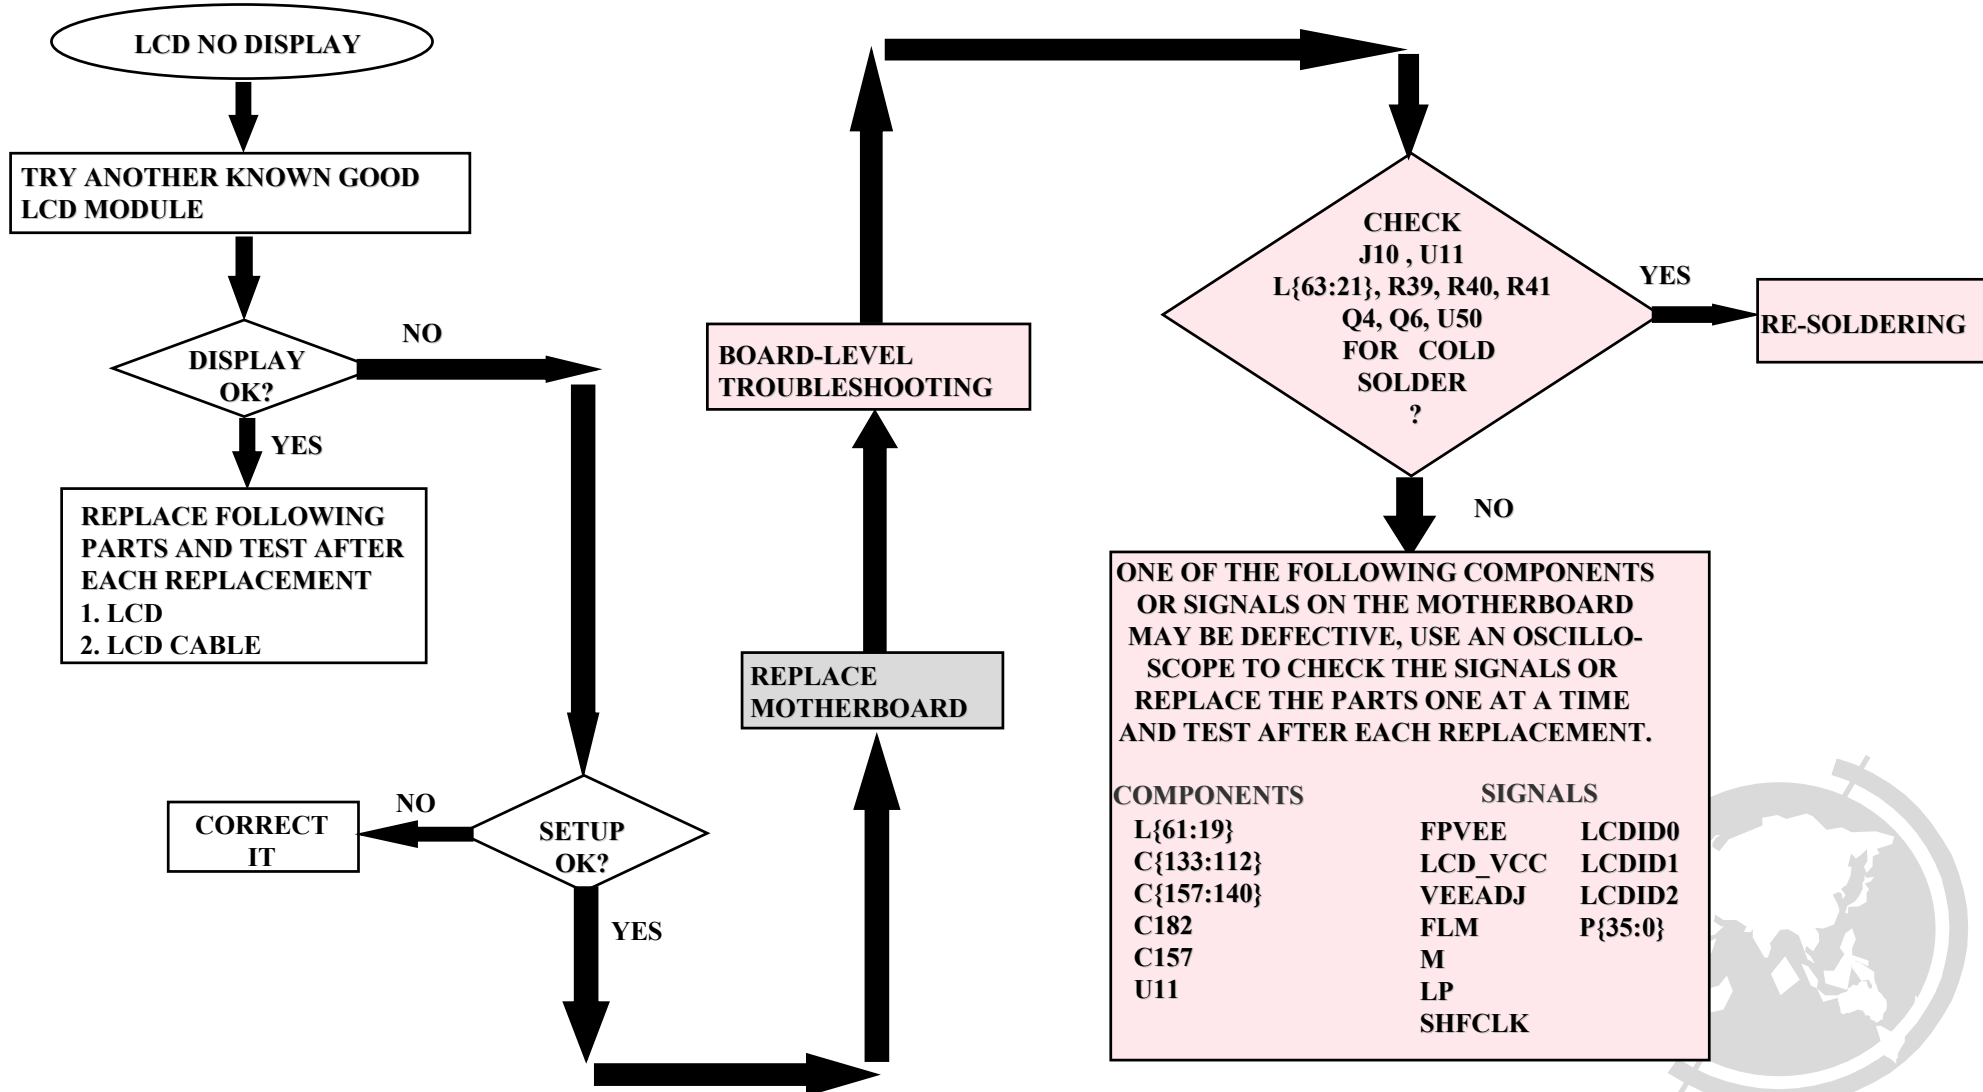 LCD NO DISPLAY
TRY ANOTHER KNOWN GOOD
LCD MODULE
DISPLAY
OK?
NO
YES
REPLACE FOLLOWING
PARTS AND TEST AFTER
EACH REPLACEMENT
1. LCD
2. LCD CABLE
SETUP
OK?
NO
CORRECT
IT
YES
REPLACE
MOTHERBOARD
BOARD-LEVEL
TROUBLESHOOTING
CHECK
J10 , U11
L{63:21}, R39, R40, R41
Q4, Q6, U50
FOR COLD
SOLDER
?
YES
RE-SOLDERING
NO
ONE OF THE FOLLOWING COMPONENTS
OR SIGNALS ON THE MOTHERBOARD
MAY BE DEFECTIVE, USE AN OSCILLO-
SCOPE TO CHECK THE SIGNALS OR
REPLACE THE PARTS ONE AT A TIME
AND TEST AFTER EACH REPLACEMENT.
COMPONENTS
L{61:19}
C{133:112}
C{157:140}
C182
C157
U11
SIGNALS
FPVEE
LCD_VCC
VEEADJ
FLM
M
LP
SHFCLK
LCDID0
LCDID1
LCDID2
P{35:0}